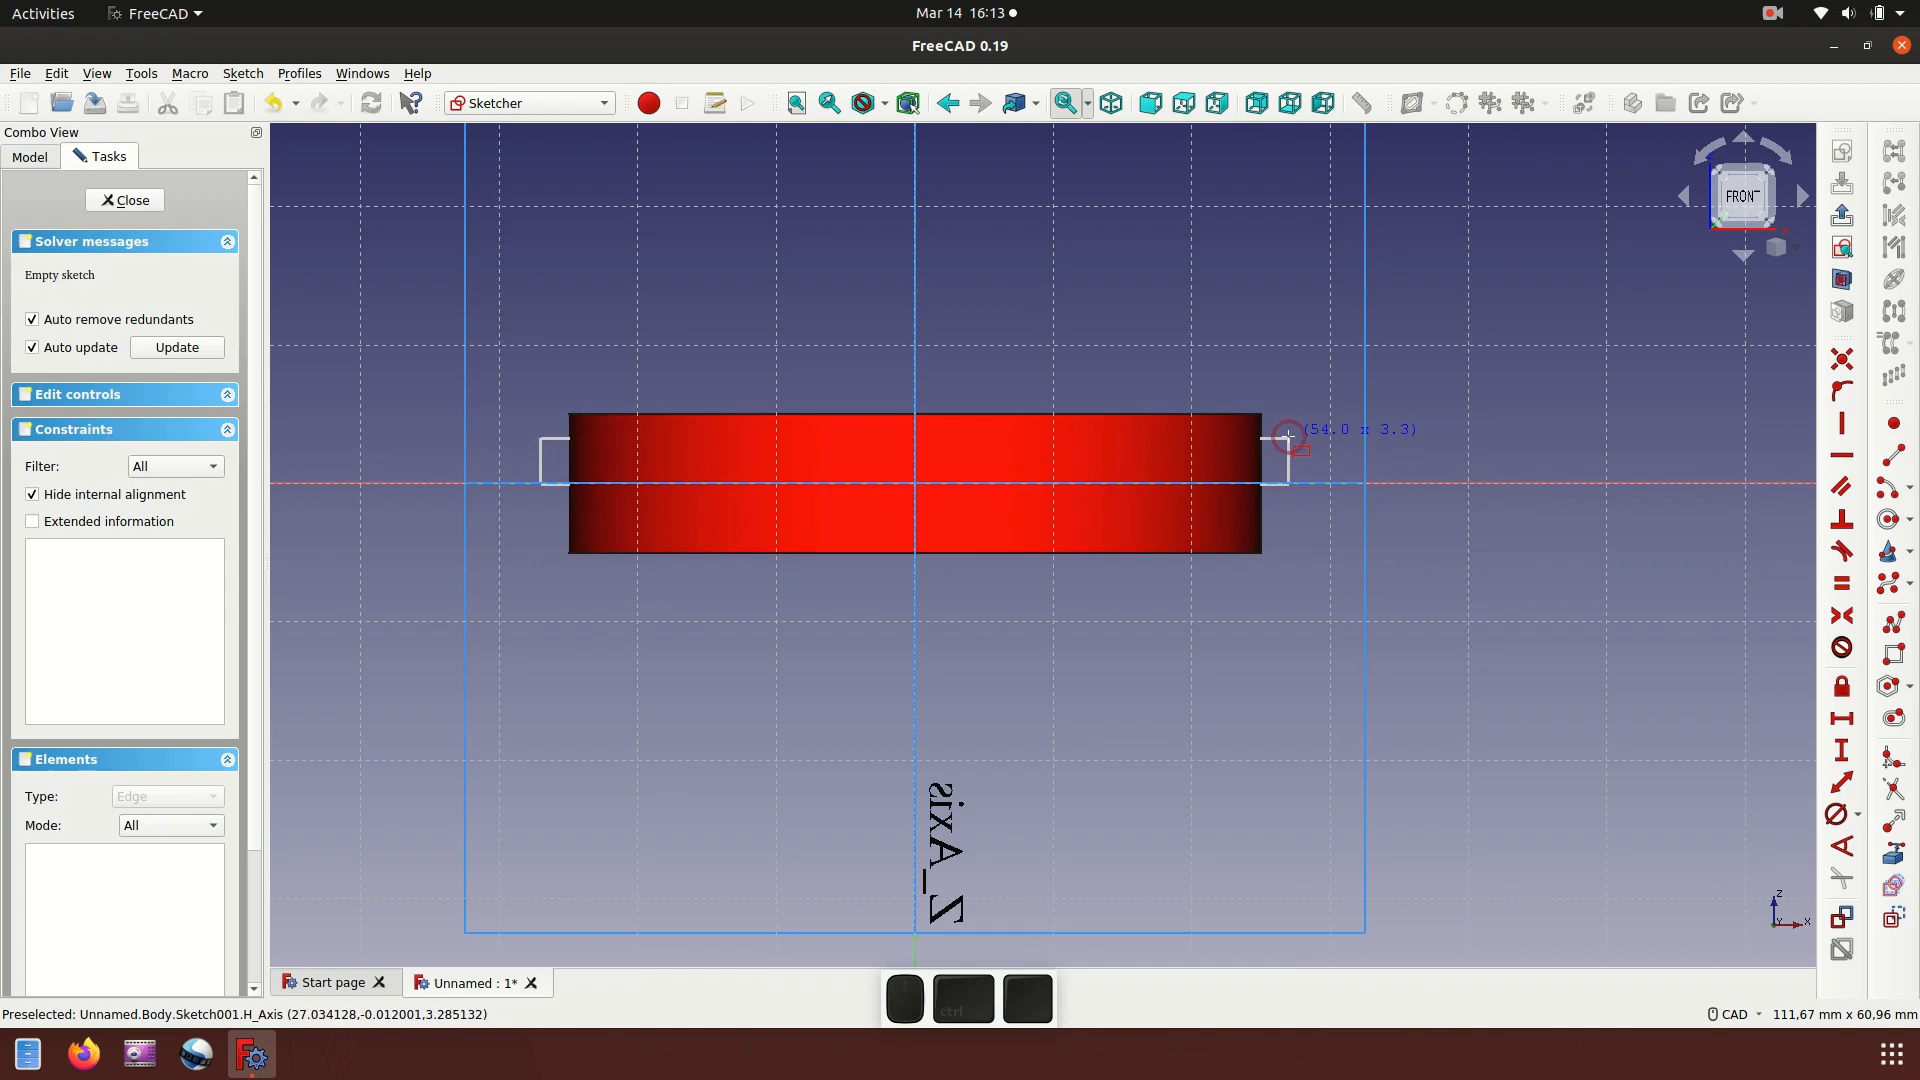 Activities FreeCAD Mar 14 16:13
FreeCAD 0.19
File Edit View Tools Macro Sketch Profiles Windows Help
Sketcher
Combo View
Model Tasks
Close
Solver messages
Empty sketch
Auto remove redundants
Auto update Update
Edit controls
Constraints
Filter: All
Hide internal alignment
Extended information
Elements
Type: Edge
Mode: All
FRONT
(54.0 x 3.3)
Z_Axis
z
Y
x
Start page Unnamed : 1*
ctrl
Preselected: Unnamed.Body.Sketch001.H_Axis (27.034128,-0.012001,3.285132)
CAD 111,67 mm x 60,96 mm